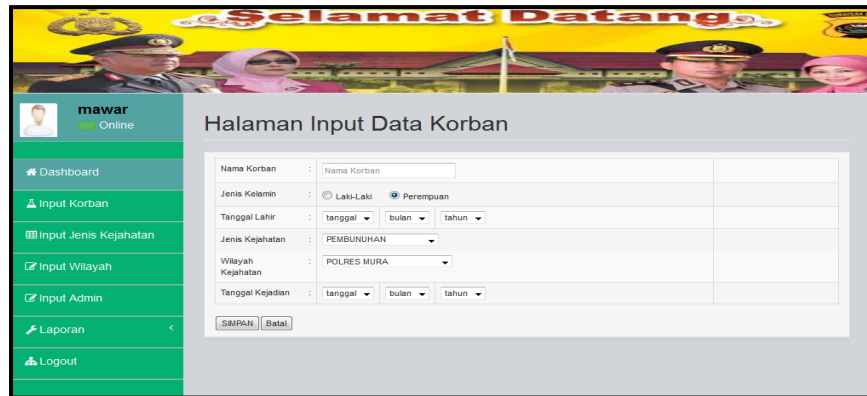 Selamat Datang
mawar
Online
Dashboard
Input Korban
Input Jenis Kejahatan
Input Wilayah
Input Admin
Laporan <
Logout
Halaman Input Data Korban
Nama Korban : Nama Korban
Jenis Kelamin : Laki-Laki Perempuan
Tanggal Lahir : tanggal bulan tahun
Jenis Kejahatan : PEMBUNUHAN
Wilayah : POLRES MURA
Kejahatan
Tanggal Kejadian : tanggal bulan tahun
SIMPAN Batal